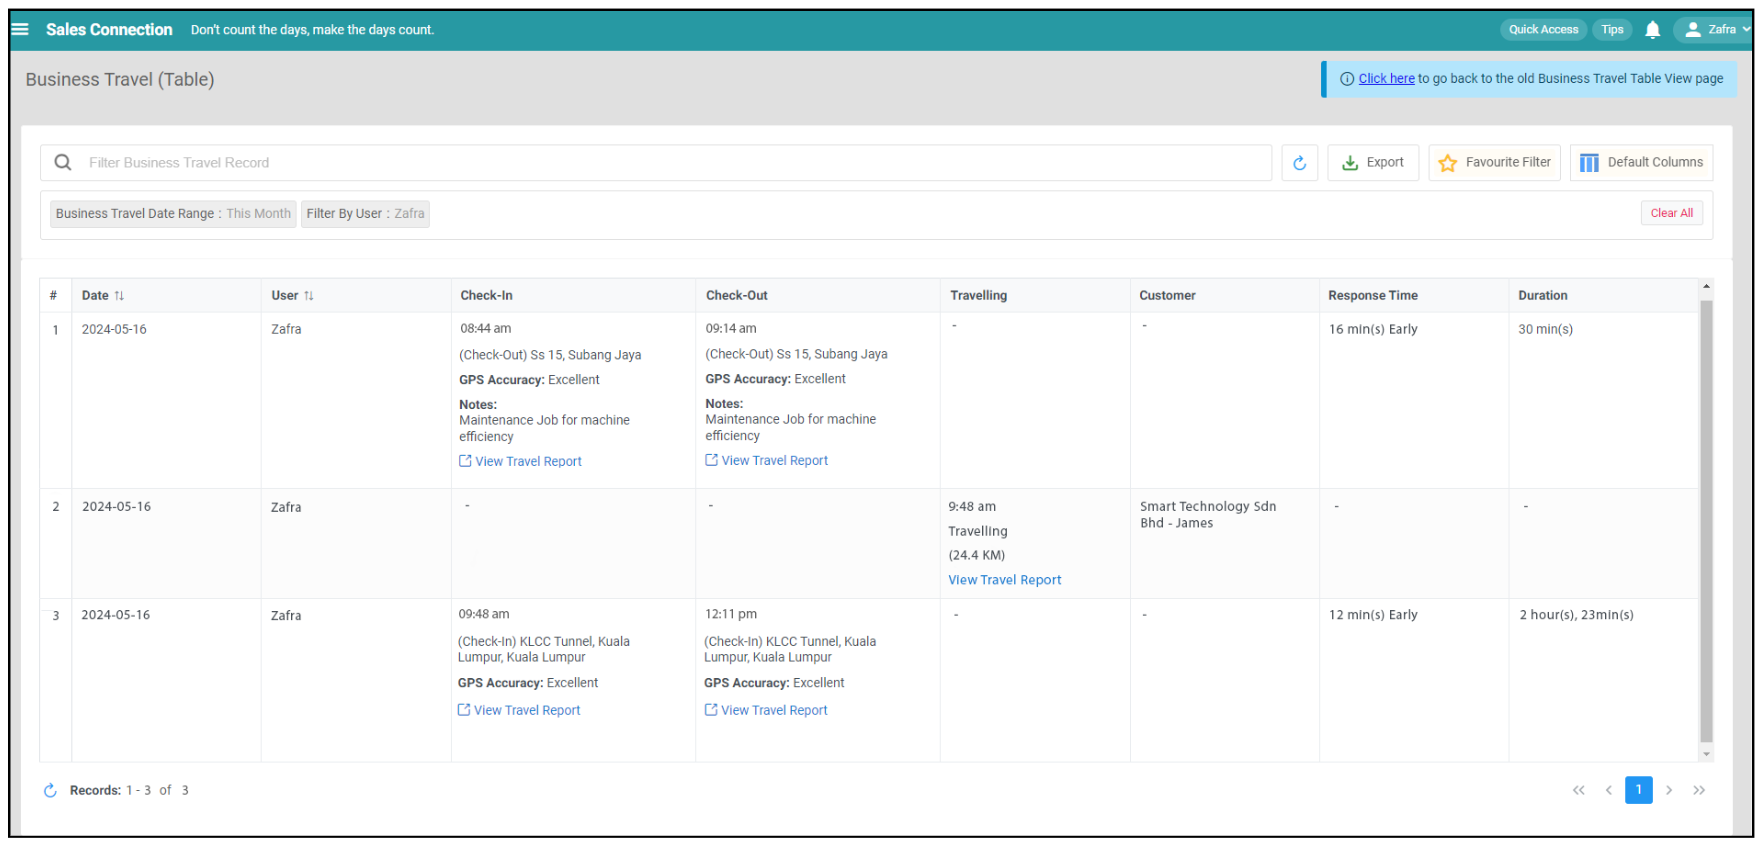 Sales Connection Don't count the days, make the days count. Quick Access Tips Zafra
Business Travel (Table)
Click here to go back to the old Business Travel Table View page
Filter Business Travel Record Export Favourite Filter Default Columns
Business Travel Date Range : This Month Filter By User : Zafra Clear All
# Date User Check-In Check-Out Travelling Customer Response Time Duration
1 2024-05-16 Zafra
08:44 am
(Check-Out) Ss 15, Subang Jaya
GPS Accuracy: Excellent
Notes:
Maintenance Job for machine
efficiency
View Travel Report
09:14 am
(Check-Out) Ss 15, Subang Jaya
GPS Accuracy: Excellent
Notes:
Maintenance Job for machine
efficiency
View Travel Report
- - 16 min(s) Early 30 min(s)
2 2024-05-16 Zafra - -
9:48 am
Travelling
(24.4 KM)
View Travel Report
Smart Technology Sdn
Bhd - James
- -
3 2024-05-16 Zafra
09:48 am
(Check-In) KLCC Tunnel, Kuala
Lumpur, Kuala Lumpur
GPS Accuracy: Excellent
View Travel Report
12:11 pm
(Check-In) KLCC Tunnel, Kuala
Lumpur, Kuala Lumpur
GPS Accuracy: Excellent
View Travel Report
- - 12 min(s) Early 2 hour(s), 23min(s)
Records: 1 - 3 of 3 « ‹ 1 › »